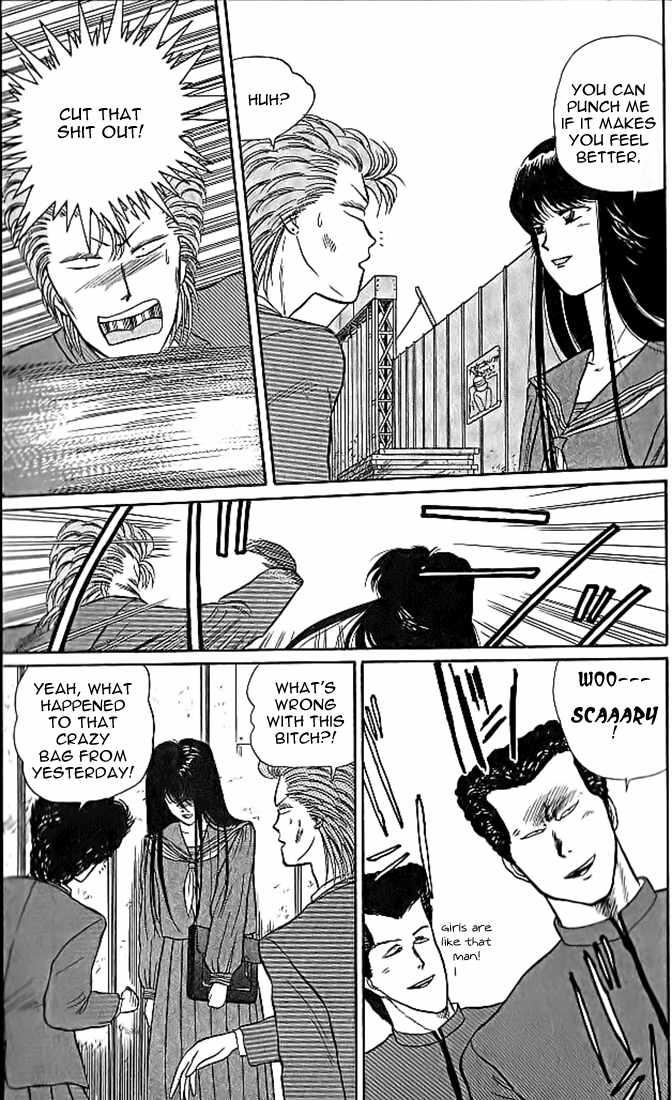 YOU CAN
PUNCH ME
IF IT MAKES
YOU FEEL
BETTER.
HUH?
CUT THAT
SHIT OUT!
WOO---
SCAAARY
!
Girls are
like that
man!
WHAT'S
WRONG
WITH THIS
BITCH?!
YEAH, WHAT
HAPPENED
TO THAT
CRAZY
BAG FROM
YESTERDAY!